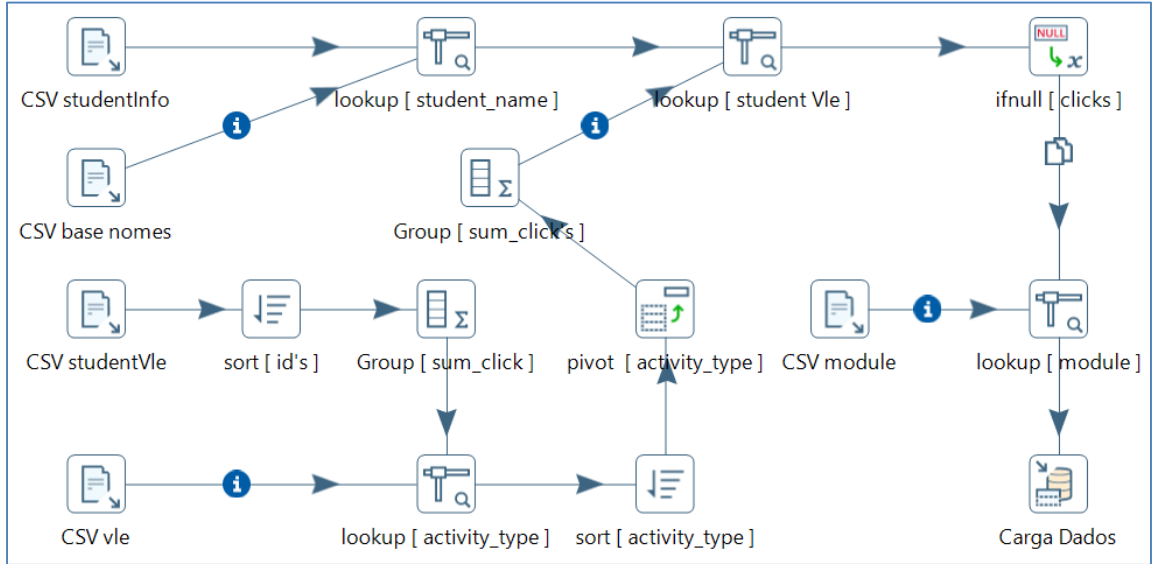 NULL
x
CSV studentInfo
lookup [ student_name ]
lookup [ student Vle ]
ifnull [ clicks ]
i
i
Σ
CSV base nomes
Group [ sum_click's ]
Σ
i
CSV studentVle
sort [ id's ]
Group [ sum_click ]
pivot [ activity_type ]
CSV module
lookup [ module ]
i
CSV vle
lookup [ activity_type ]
sort [ activity_type ]
Carga Dados